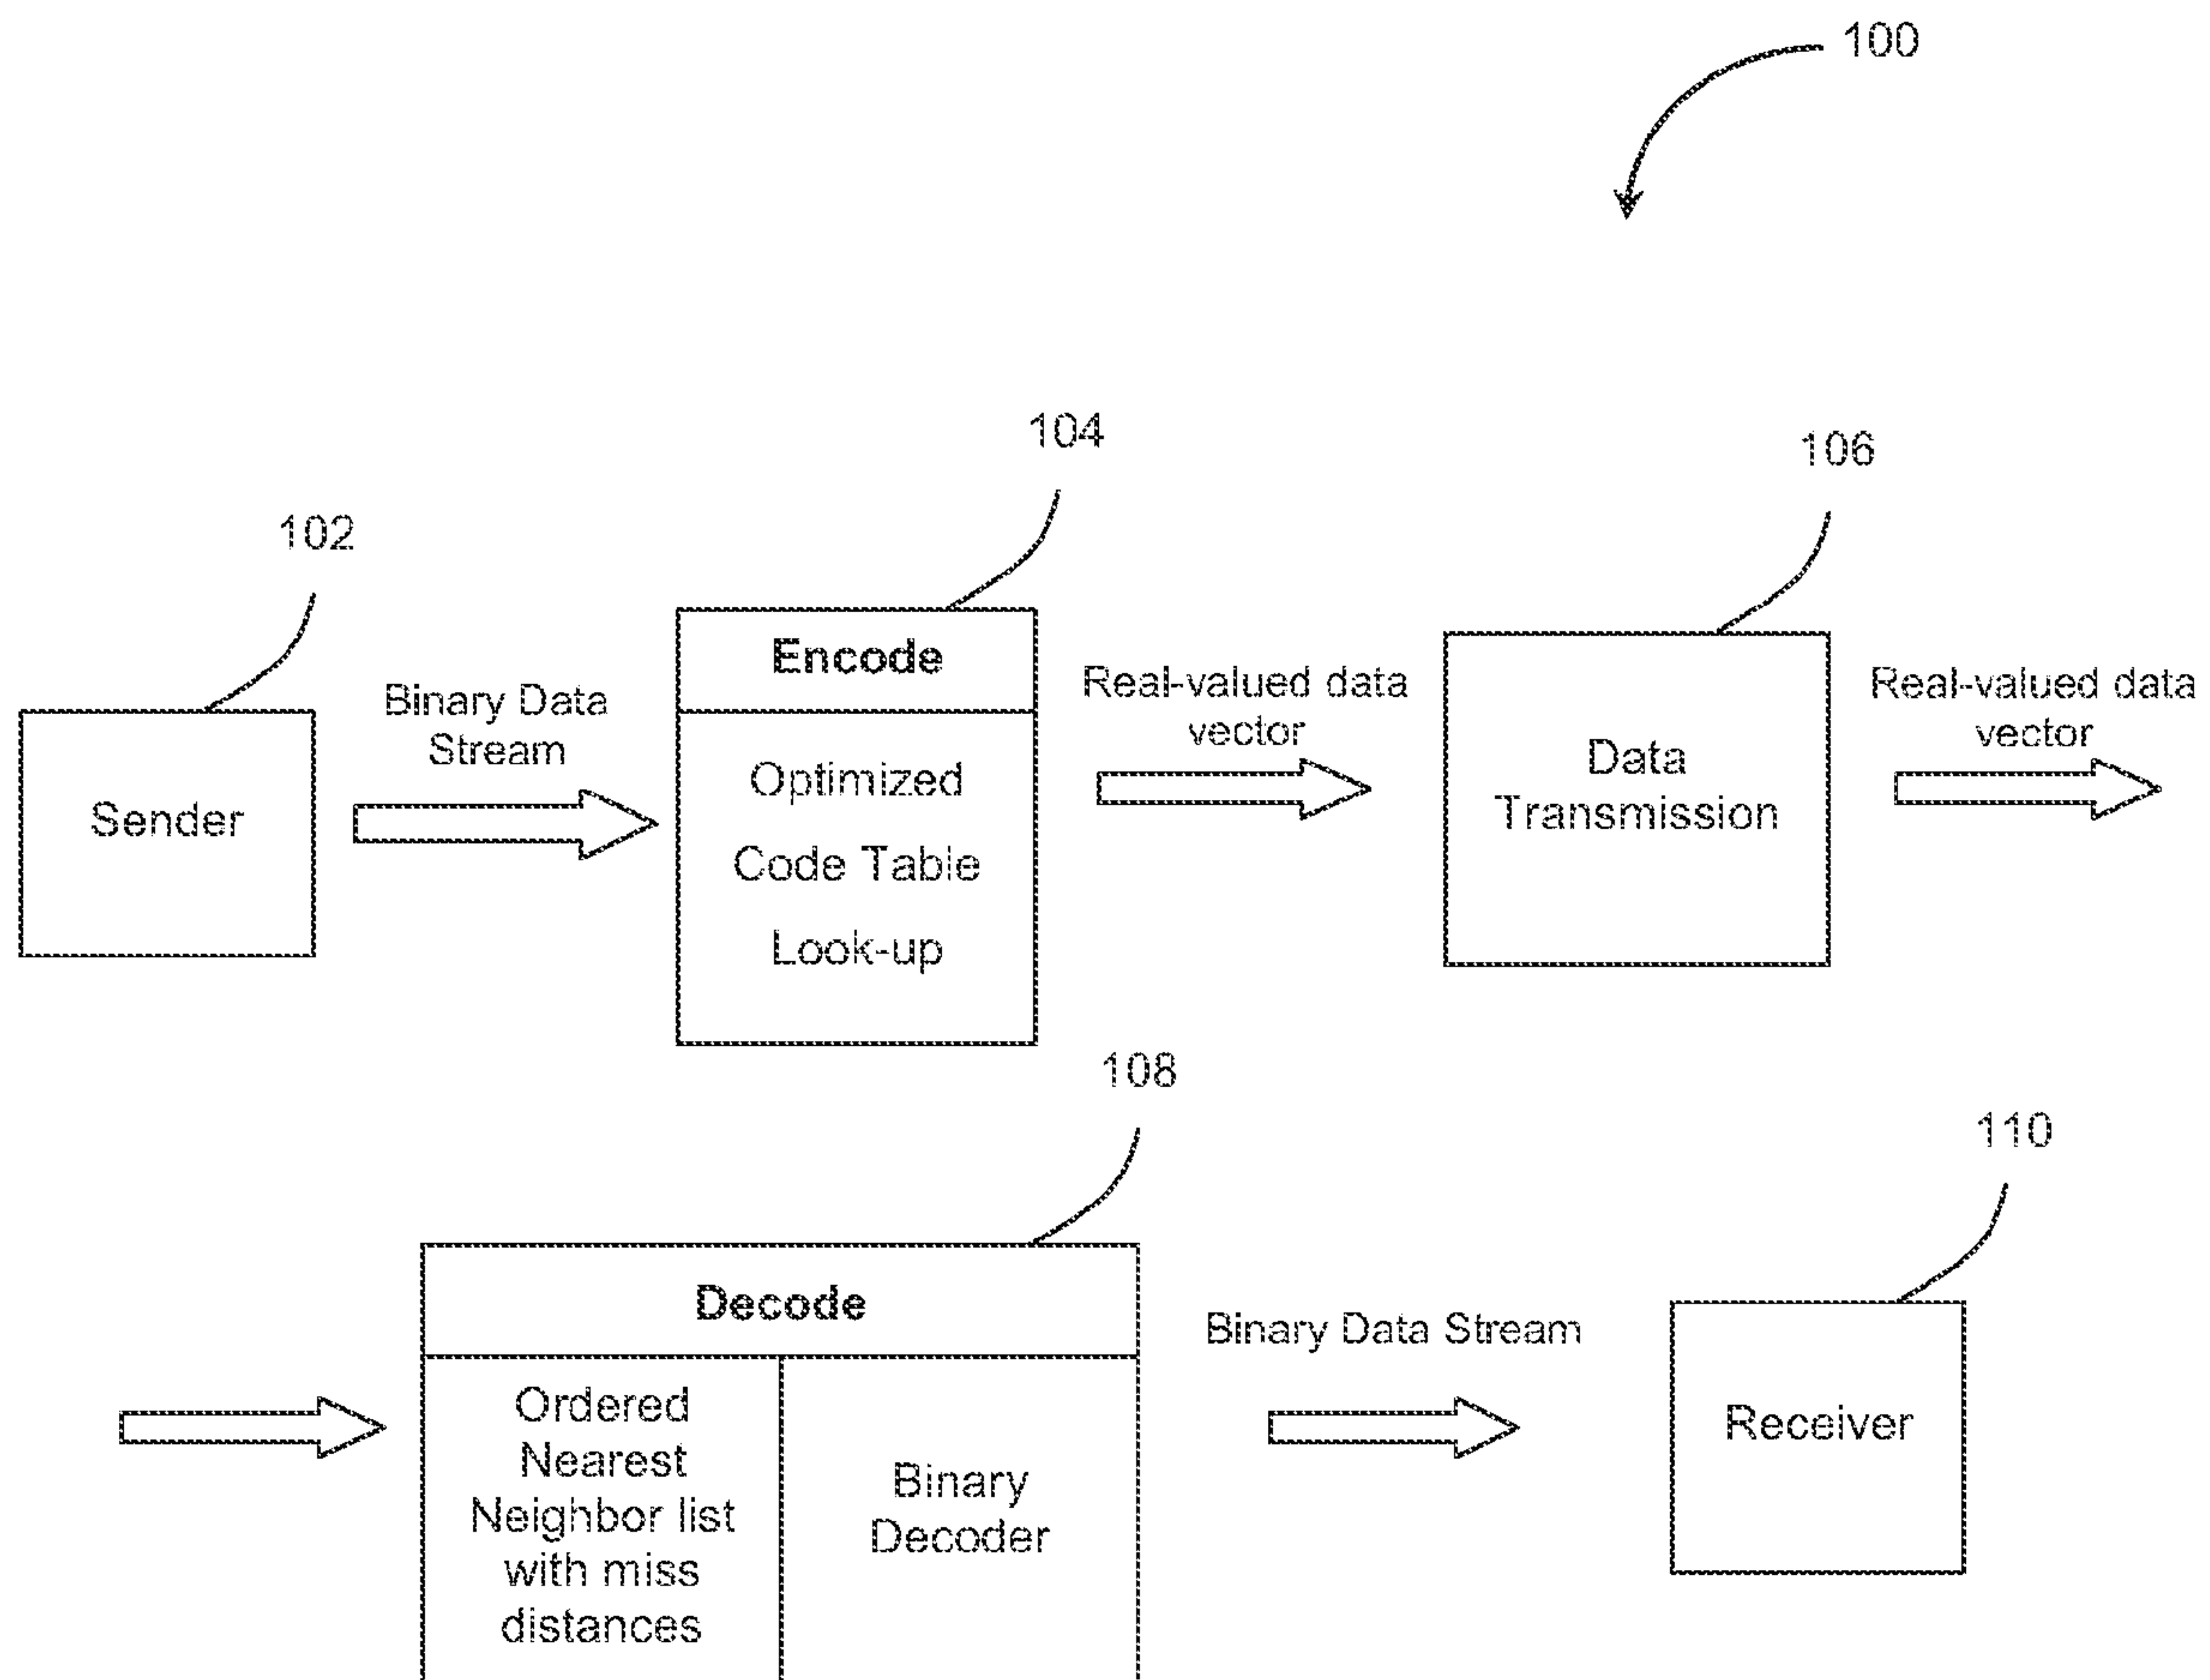 100
104
106
102
Encode
Binary Data
Stream
Real-valued data
vector
Real-valued data
vector
Sender
Optimized
Code Table
Look-up
Data
Transmission
108
110
Decode
Ordered
Nearest
Neighbor list
with miss
distances
Binary
Decoder
Binary Data Stream
Receiver